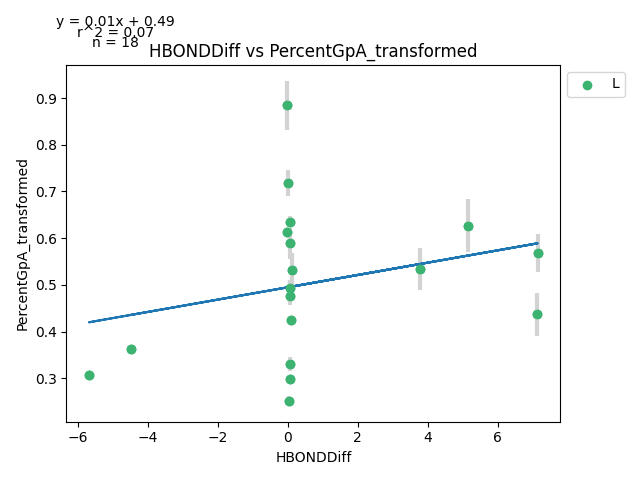 y = 0.01x + 0.49
r^2 = 0.07
n = 18
HBONDDiff vs PercentGpA_transformed
L
PercentGpA_transformed
0.9
0.8
0.7
0.6
0.5
0.4
0.3
−6
−4
−2
0
2
4
6
HBONDDiff